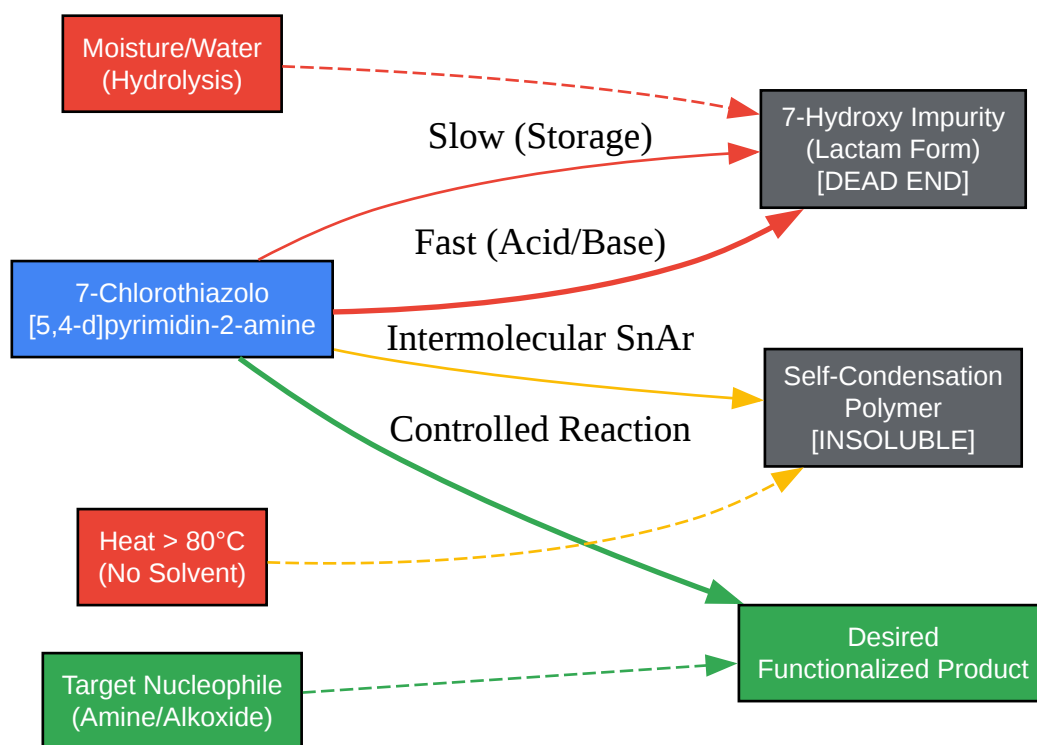 Moisture/Water
(Hydrolysis)
7-Hydroxy Impurity
(Lactam Form)
[DEAD END]
Slow (Storage)
Fast (Acid/Base)
7-Chlorothiazolo
[5,4-d]pyrimidin-2-amine
Intermolecular SnAr
Self-Condensation
Polymer
[INSOLUBLE]
Controlled Reaction
Heat > 80°C
(No Solvent)
Desired
Functionalized Product
Target Nucleophile
(Amine/Alkoxide)